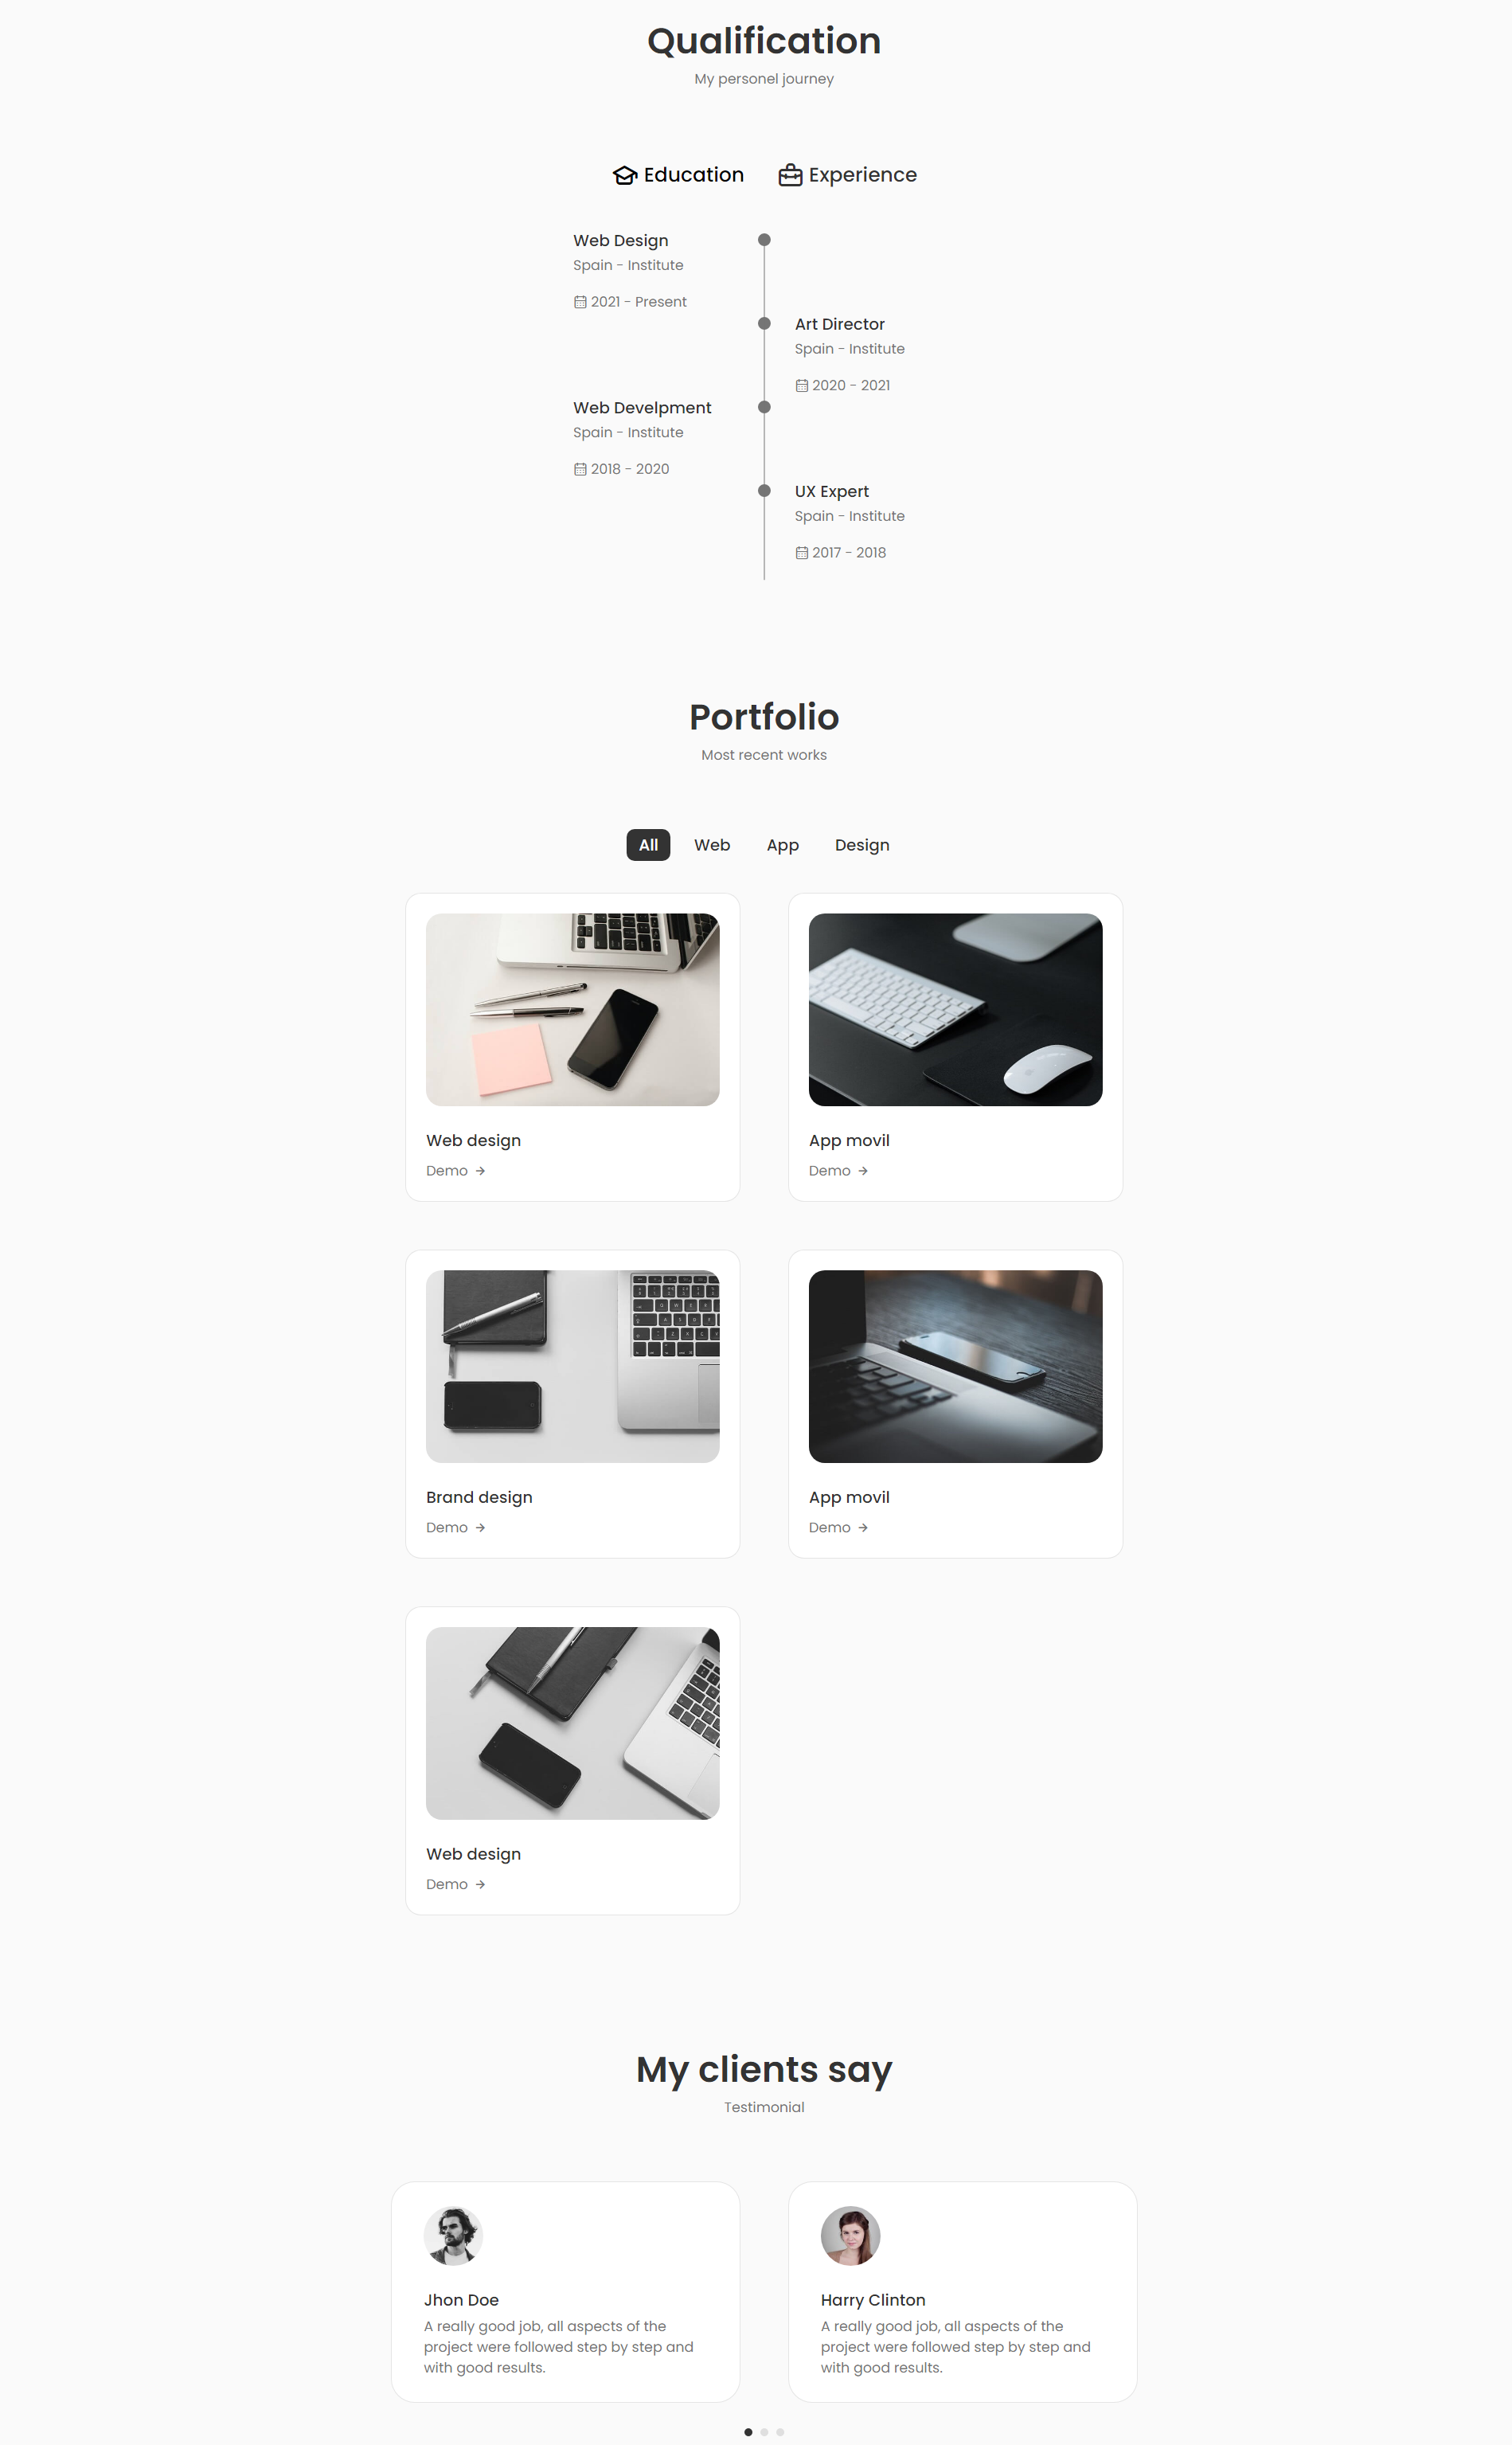 Qualification
My personel journey
Education
Experience
Web Design
Spain - Institute
2021 - Present
Art Director
Spain - Institute
2020 - 2021
Web Develpment
Spain - Institute
2018 - 2020
UX Expert
Spain - Institute
2017 - 2018
Portfolio
Most recent works
All
Web
App
Design
Web design
Demo →
App movil
Demo →
Brand design
Demo →
App movil
Demo →
Web design
Demo →
My clients say
Testimonial
Jhon Doe
A really good job, all aspects of the
project were followed step by step and
with good results.
Harry Clinton
A really good job, all aspects of the
project were followed step by step and
with good results.